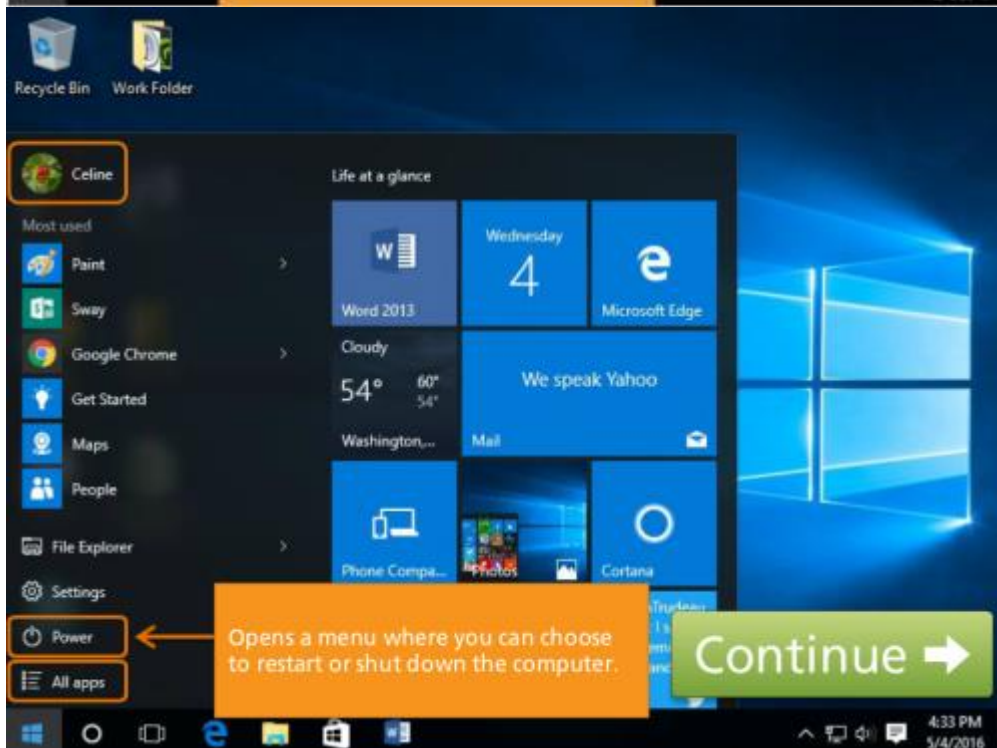 Recycle Bin
Work Folder
Celine
Life at a glance
Most used
Paint
Sway
Google Chrome
Get Started
Maps
People
File Explorer
Settings
Power
All apps
W
Word 2013
Wednesday
4
Microsoft Edge
Cloudy
54° 60°
54°
Washington,...
We speak Yahoo
Mail
Phone Compa...
Photos
Cortana
Opens a menu where you can choose
to restart or shut down the computer.
Continue
4:33 PM
5/4/2016